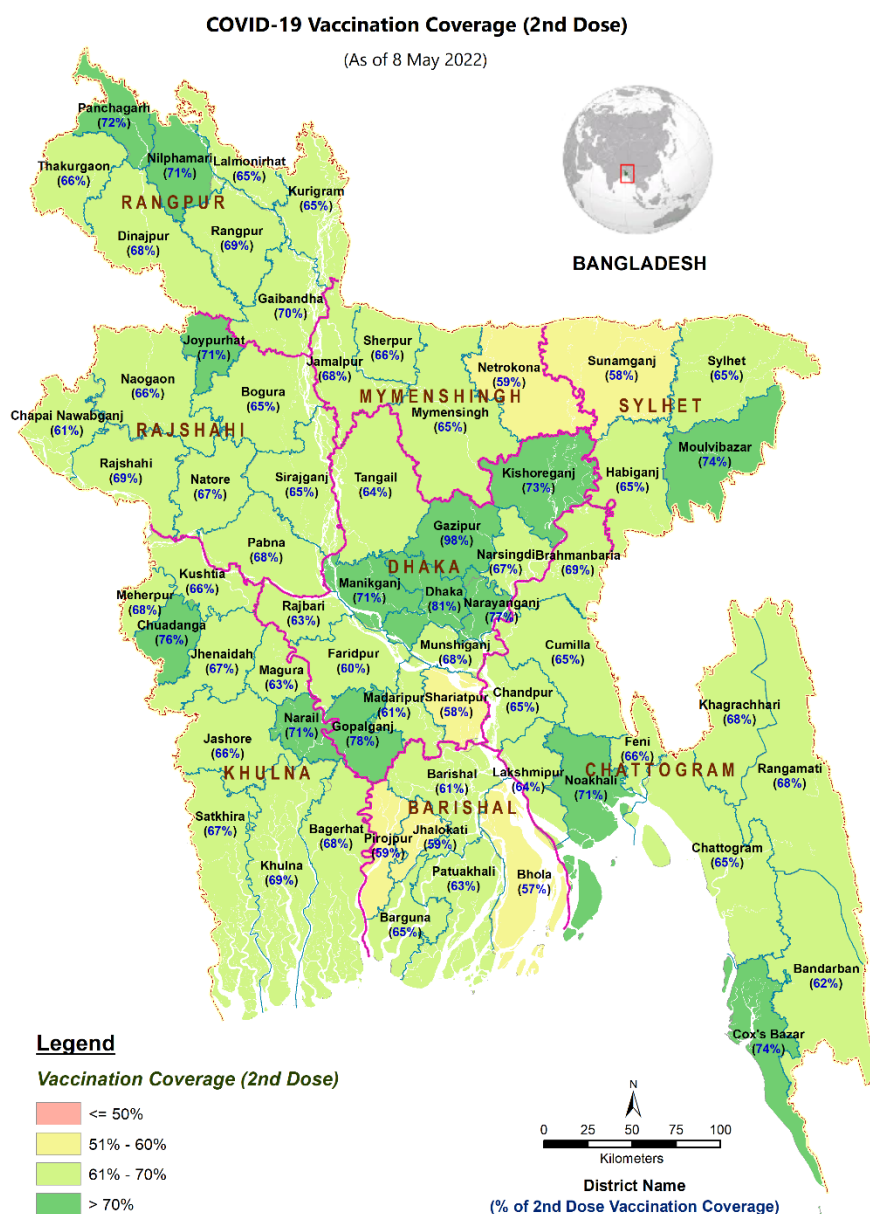 COVID-19 Vaccination Coverage (2nd Dose)
(As of 8 May 2022)
BANGLADESH
Panchagarh
(72%)
Nilphamari
(71%)
Lalmonirhat
(65%)
Thakurgaon
(66%)
Kurigram
(65%)
RANGPUR
Dinajpur
(68%)
Rangpur
(69%)
Gaibandha
(70%)
Joypurhat
(71%)
Naogaon
(66%)
Bogura
(65%)
Chapai Nawabganj
(61%)
RAJSHAHI
Rajshahi
(69%)
Natore
(67%)
Sirajganj
(65%)
Pabna
(68%)
Sherpur
(66%)
Jamalpur
(68%)
Netrokona
(59%)
MYMENSHINGH
Mymensingh
(65%)
Sunamganj
(58%)
Sylhet
(65%)
SYLHET
Moulvibazar
(74%)
Habiganj
(65%)
Kishoreganj
(73%)
Tangail
(64%)
Gazipur
(98%)
DHAKA
Narsingdi
(67%)
Brahmanbaria
(69%)
Manikganj
(71%)
Dhaka
(81%)
Narayanganj
(77%)
Munshiganj
(68%)
Kushtia
(66%)
Meherpur
(68%)
Chuadanga
(76%)
Jhenaidah
(67%)
Magura
(63%)
Rajbari
(63%)
Faridpur
(60%)
Madaripur
(61%)
Shariatpur
(58%)
Gopalganj
(78%)
Narail
(71%)
Jashore
(66%)
KHULNA
Satkhira
(67%)
Khulna
(69%)
Bagerhat
(68%)
Cumilla
(65%)
Chandpur
(65%)
Lakshmipur
(64%)
Noakhali
(71%)
Feni
(66%)
CHATTOGRAM
Khagrachhari
(68%)
Rangamati
(68%)
Chattogram
(65%)
Bandarban
(62%)
Cox's Bazar
(74%)
Barishal
(61%)
BARISHAL
Pirojpur
(59%)
Jhalokati
(59%)
Patuakhali
(63%)
Bhola
(57%)
Barguna
(65%)
Legend
Vaccination Coverage (2nd Dose)
<= 50%
51% - 60%
61% - 70%
> 70%
N
0 25 50 75 100
Kilometers
District Name
(% of 2nd Dose Vaccination Coverage)